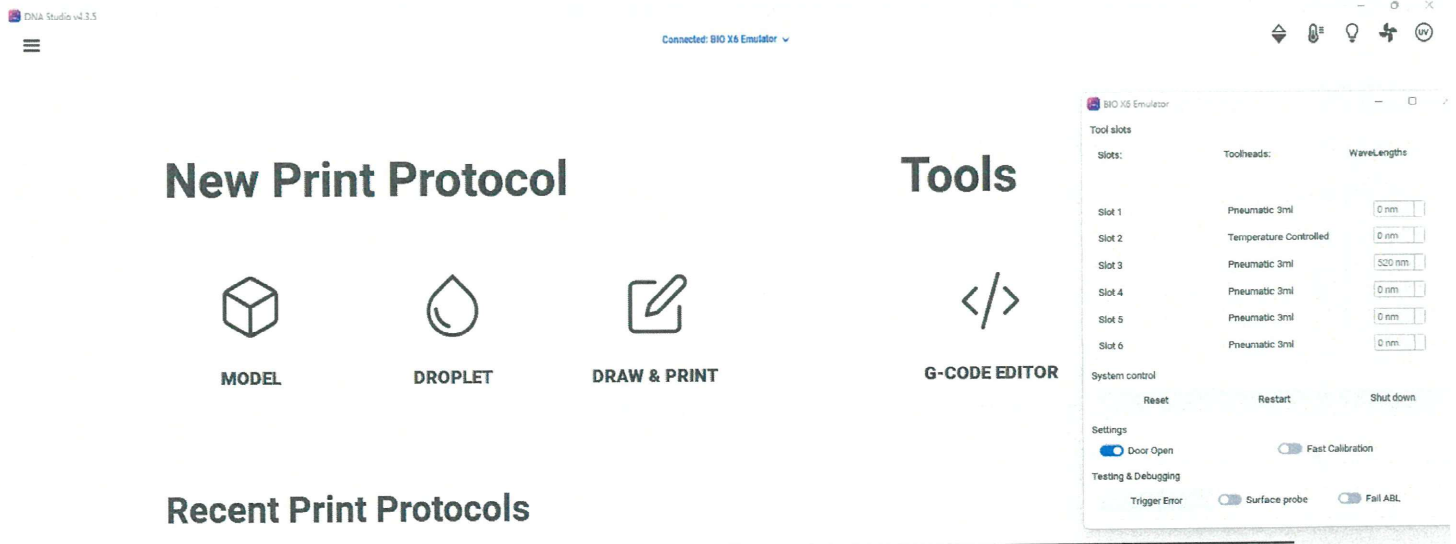 DNA Studio v4.3.5
Connected: BIO X6 Emulator
UV
New Print Protocol
MODEL
DROPLET
DRAW & PRINT
Tools
G-CODE EDITOR
Recent Print Protocols
BIO X6 Emulator
Tool slots
Slots: Toolheads: WaveLengths
Slot 1 Pneumatic 3ml 0 nm
Slot 2 Temperature Controlled 0 nm
Slot 3 Pneumatic 3ml 520 nm
Slot 4 Pneumatic 3ml 0 nm
Slot 5 Pneumatic 3ml 0 nm
Slot 6 Pneumatic 3ml 0 nm
System control
Reset Restart Shut down
Settings
Door Open Fast Calibration
Testing & Debugging
Trigger Error Surface probe Fail ABL